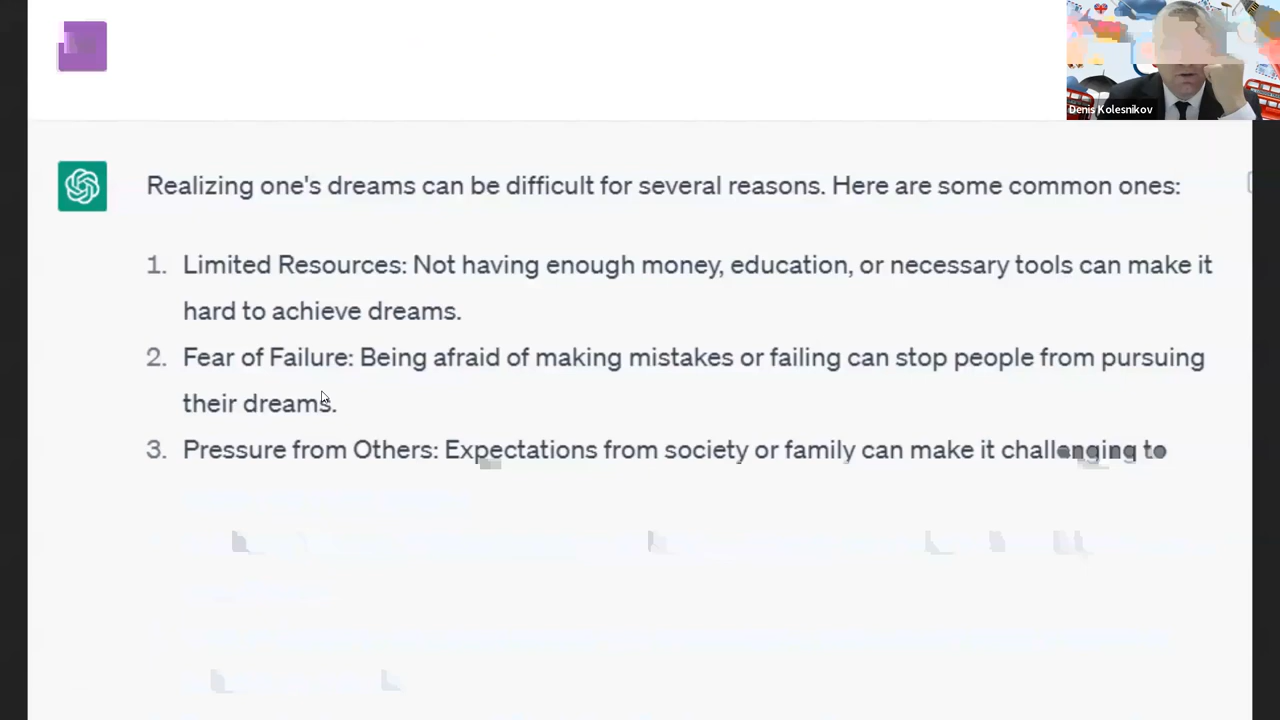 Denis Kolesnikov
Realizing one's dreams can be difficult for several reasons. Here are some common ones:
1. Limited Resources: Not having enough money, education, or necessary tools can make it
hard to achieve dreams.
2. Fear of Failure: Being afraid of making mistakes or failing can stop people from pursuing
their dreams.
3. Pressure from Others: Expectations from society or family can make it challenging to